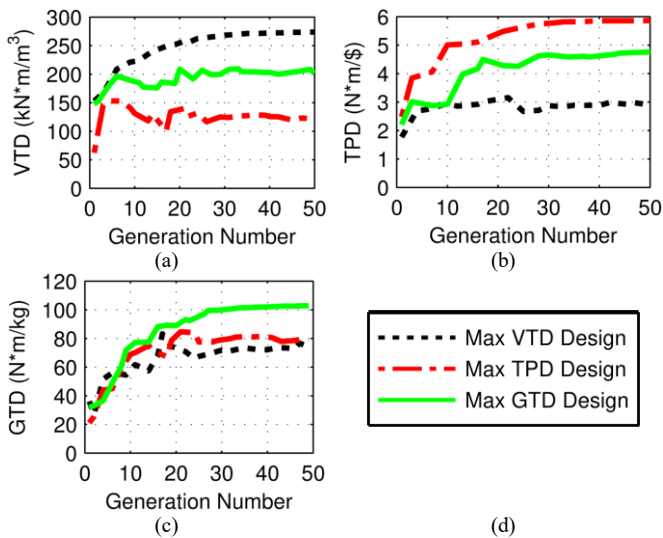 300
250
200
150
100
50
0
VTD (kN*m/m³)
0 10 20 30 40 50
Generation Number
(a)
6
5
4
3
2
1
0
TPD (N*m/$)
0 10 20 30 40 50
Generation Number
(b)
120
100
80
60
40
20
0
GTD (N*m/kg)
0 10 20 30 40 50
Generation Number
(c)
Max VTD Design
Max TPD Design
Max GTD Design
(d)